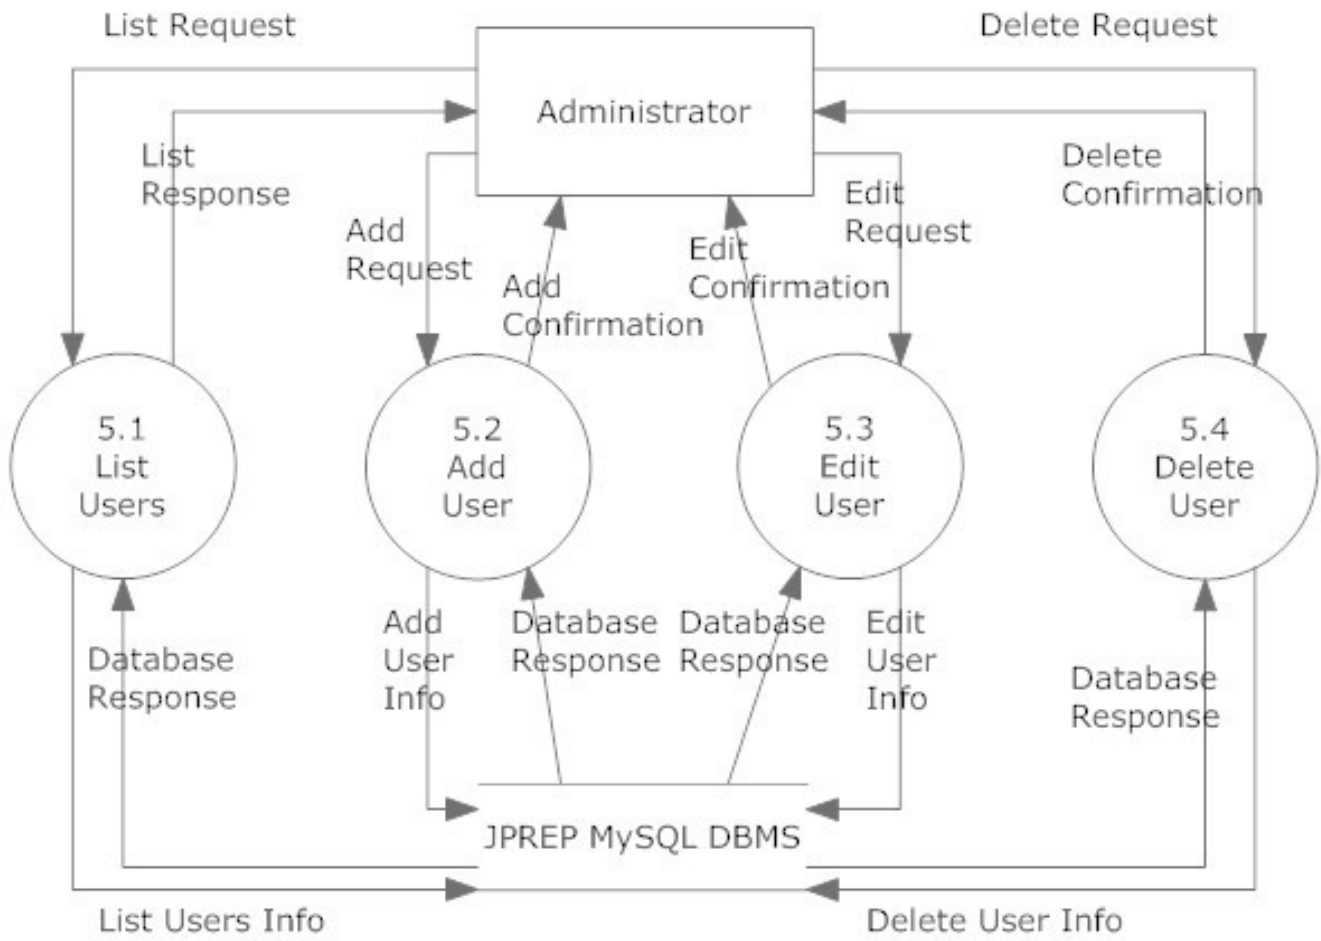 List Request
Delete Request
Administrator
List
Response
Delete
Confirmation
Add
Request
Edit
Request
Add
Confirmation
Edit
Confirmation
5.1
List
Users
5.2
Add
User
5.3
Edit
User
5.4
Delete
User
Database
Response
Add
User
Info
Database
Response
Database
Response
Edit
User
Info
Database
Response
JPREP MySQL DBMS
List Users Info
Delete User Info